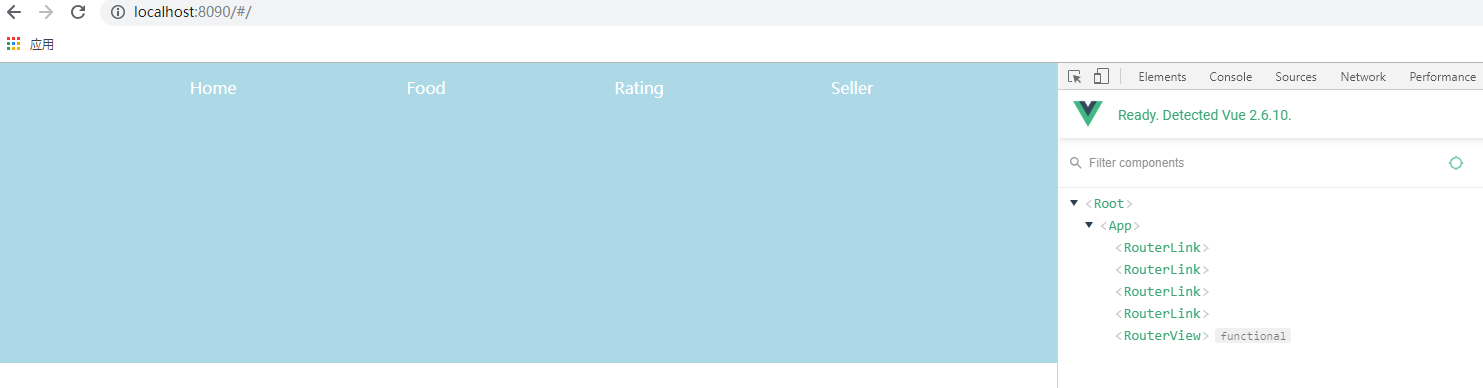 localhost:8090/#/
应用
Home Food Rating Seller
Elements Console Sources Network Performance
Ready. Detected Vue 2.6.10.
Filter components
<Root>
<App>
<RouterLink>
<RouterLink>
<RouterLink>
<RouterLink>
<RouterView> functional